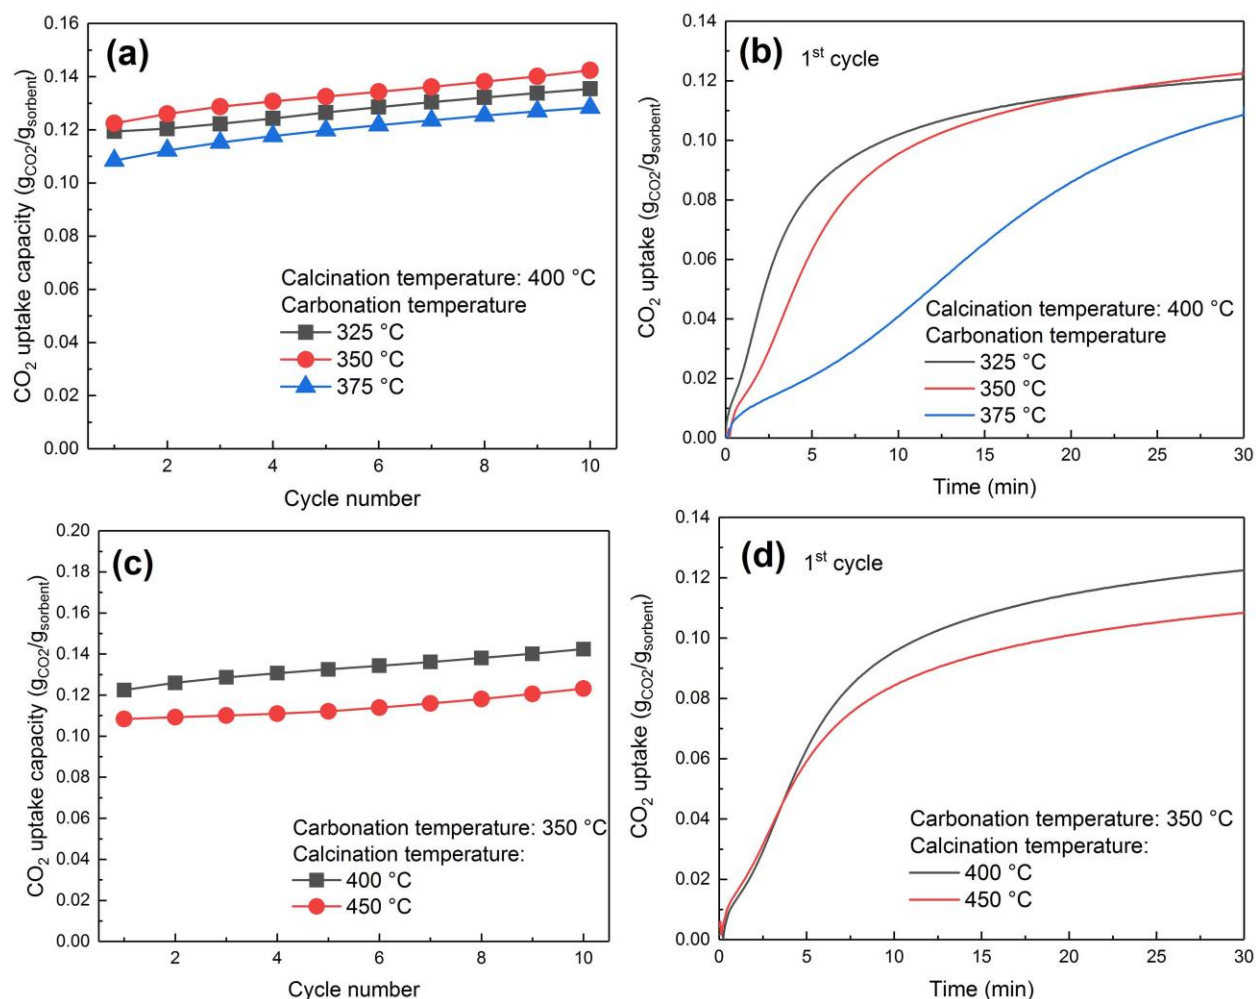 (a)
CO2 uptake capacity (gCO2/gsorbent)
0.16
0.14
0.12
0.10
0.08
0.06
0.04
0.02
0.00
Calcination temperature: 400 °C
Carbonation temperature
325 °C
350 °C
375 °C
2 4 6 8 10
Cycle number
(b)
1st cycle
CO2 uptake (gCO2/gsorbent)
0.14
0.12
0.10
0.08
0.06
0.04
0.02
0.00
Calcination temperature: 400 °C
Carbonation temperature
325 °C
350 °C
375 °C
0 5 10 15 20 25 30
Time (min)
(c)
CO2 uptake capacity (gCO2/gsorbent)
0.20
0.18
0.16
0.14
0.12
0.10
0.08
0.06
0.04
0.02
0.00
Carbonation temperature: 350 °C
Calcination temperature:
400 °C
450 °C
2 4 6 8 10
Cycle number
(d)
1st cycle
CO2 uptake (gCO2/gsorbent)
0.14
0.12
0.10
0.08
0.06
0.04
0.02
0.00
Carbonation temperature: 350 °C
Calcination temperature:
400 °C
450 °C
0 5 10 15 20 25 30
Time (min)